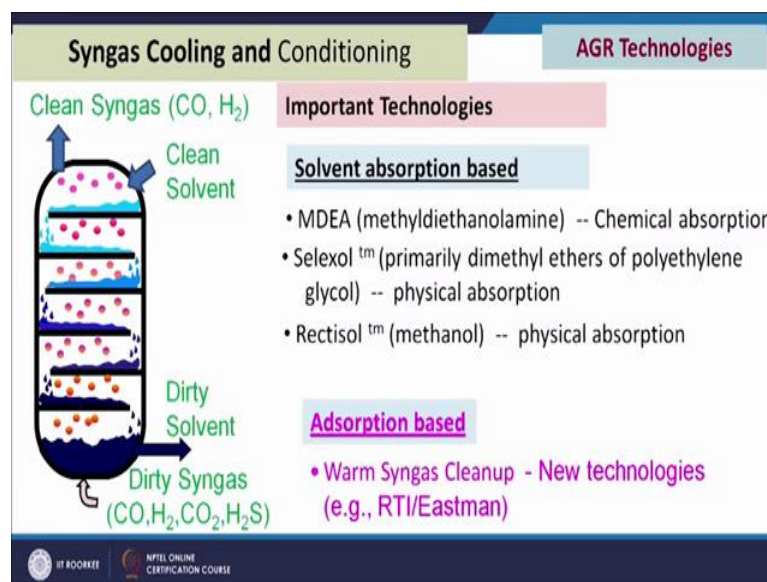 Syngas Cooling and Conditioning
AGR Technologies
Clean Syngas (CO, H₂)
Clean
Solvent
Dirty
Solvent
Dirty Syngas
(CO,H₂,CO₂,H₂S)
Important Technologies
Solvent absorption based
• MDEA (methyldiethanolamine) -- Chemical absorption
• Selexol ᵗᵐ (primarily dimethyl ethers of polyethylene
glycol) -- physical absorption
• Rectisol ᵗᵐ (methanol) -- physical absorption
Adsorption based
• Warm Syngas Cleanup - New technologies
(e.g., RTI/Eastman)
IIT ROORKEE
NPTEL ONLINE
CERTIFICATION COURSE